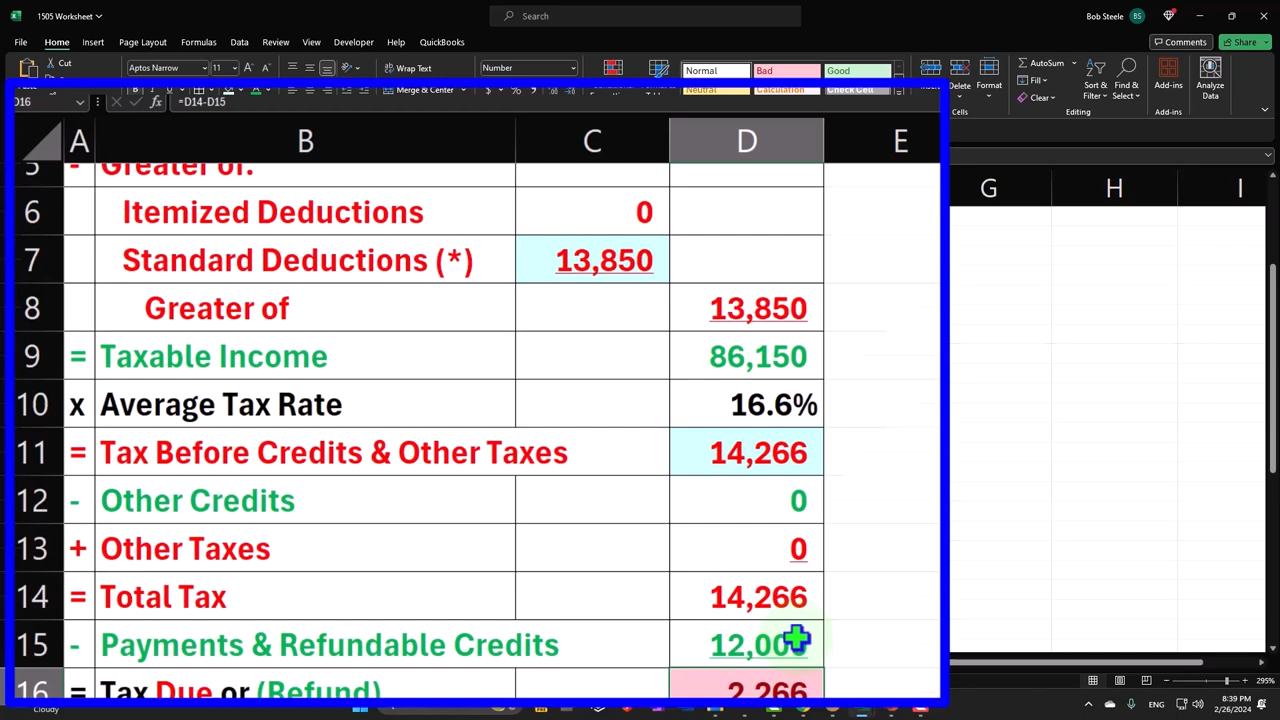 1505 Worksheet
Search
Bob Steele BS
File Home Insert Page Layout Formulas Data Review View Developer Help QuickBooks Comments Share
Cut Aptos Narrow 11 Wrap Text Number Normal Bad Good AutoSum
Merge & Center Neutral Calculation Check Cell Delete Format Fill Sort & Find & Add-ins Analyze
Clear Filter Select Data
Cells Editing Add-ins
D16 fx =D14-D15
A B C D E G H I
5 - Greater of:
6 Itemized Deductions 0
7 Standard Deductions (*) 13,850
8 Greater of 13,850
9 = Taxable Income 86,150
10 x Average Tax Rate 16.6%
11 = Tax Before Credits & Other Taxes 14,266
12 - Other Credits 0
13 + Other Taxes 0
14 = Total Tax 14,266
15 - Payments & Refundable Credits 12,000
16 = Tax Due or (Refund) 2,266
295%
Cloudy
ENG
8:39 PM
2/26/2024